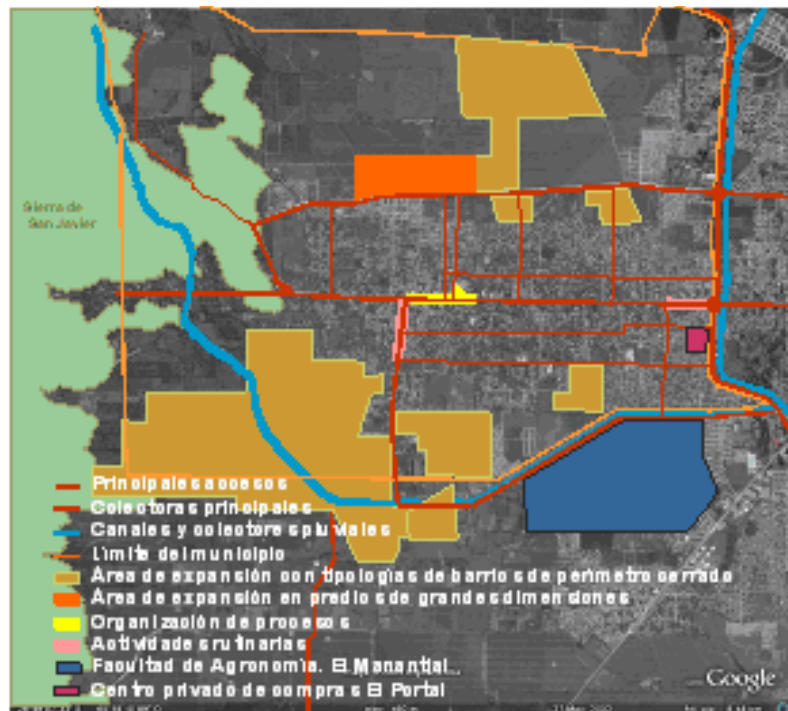 Sierra de
San Javier
Principales accesos
Colectoras principales
Canales y colectores pluviales
Límite del municipio
Área de expansión con tipologías de barrios de perímetro cerrado
Área de expansión en predios de grandes dimensiones
Organización de procesos
Actividades rutinarias
Facultad de Agronomía. El Manantial
Centro privado de compras El Portal
Google